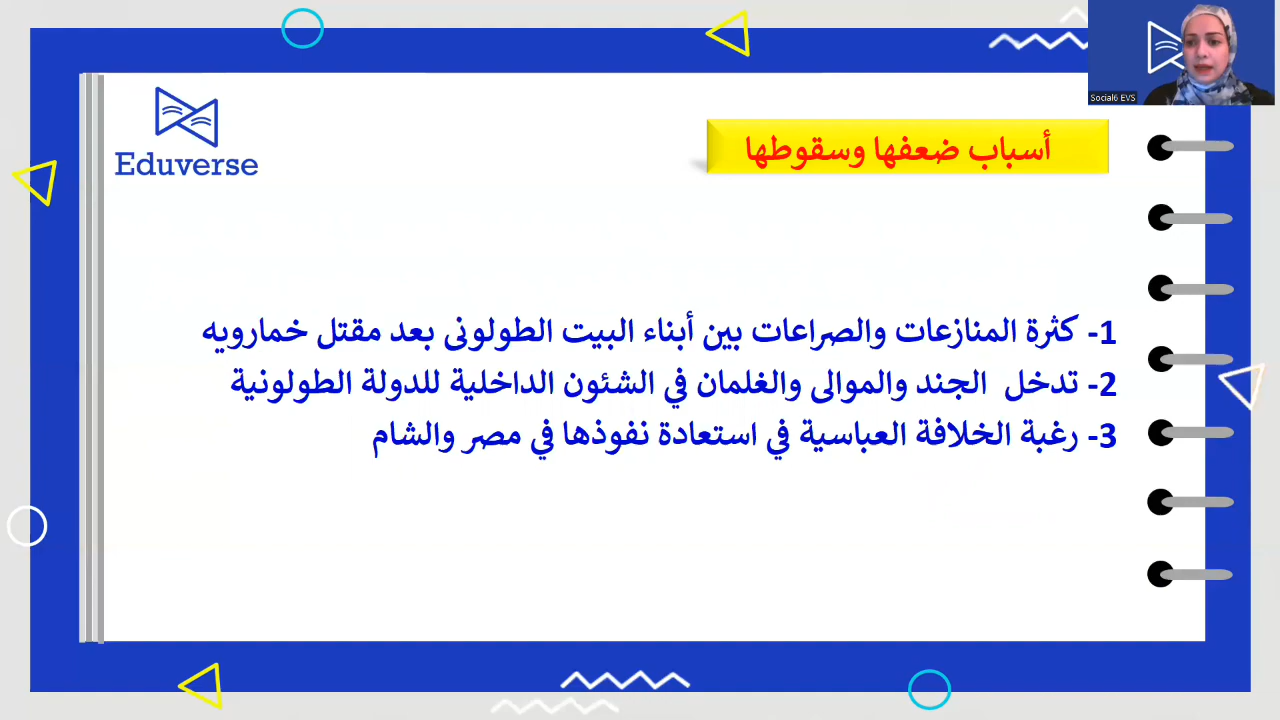 Social6 EVS
Eduverse
أسباب ضعفها وسقوطها
1- كثرة المنازعات والصراعات بين أبناء البيت الطولونى بعد مقتل خمارويه
2- تدخل الجند والموالى والغلمان في الشئون الداخلية للدولة الطولونية
3- رغبة الخلافة العباسية في استعادة نفوذها في مصر والشام